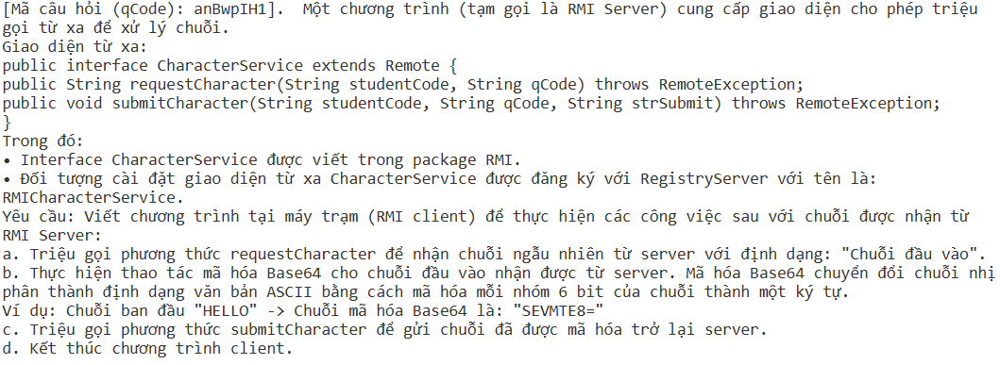 [Mã câu hỏi (qCode): anBwpIH1].  Một chương trình (tạm gọi là RMI Server) cung cấp giao diện cho phép triệu
gọi từ xa để xử lý chuỗi.
Giao diện từ xa:
public interface CharacterService extends Remote {
public String requestCharacter(String studentCode, String qCode) throws RemoteException;
public void submitCharacter(String studentCode, String qCode, String strSubmit) throws RemoteException;
}
Trong đó:
• Interface CharacterService được viết trong package RMI.
• Đối tượng cài đặt giao diện từ xa CharacterService được đăng ký với RegistryServer với tên là:
RMICharacterService.
Yêu cầu: Viết chương trình tại máy trạm (RMI client) để thực hiện các công việc sau với chuỗi được nhận từ
RMI Server:
a. Triệu gọi phương thức requestCharacter để nhận chuỗi ngẫu nhiên từ server với định dạng: "Chuỗi đầu vào".
b. Thực hiện thao tác mã hóa Base64 cho chuỗi đầu vào nhận được từ server. Mã hóa Base64 chuyển đổi chuỗi nhị
phân thành định dạng văn bản ASCII bằng cách mã hóa mỗi nhóm 6 bit của chuỗi thành một ký tự.
Ví dụ: Chuỗi ban đầu "HELLO" -> Chuỗi mã hóa Base64 là: "SEVMTE8="
c. Triệu gọi phương thức submitCharacter để gửi chuỗi đã được mã hóa trở lại server.
d. Kết thúc chương trình client.